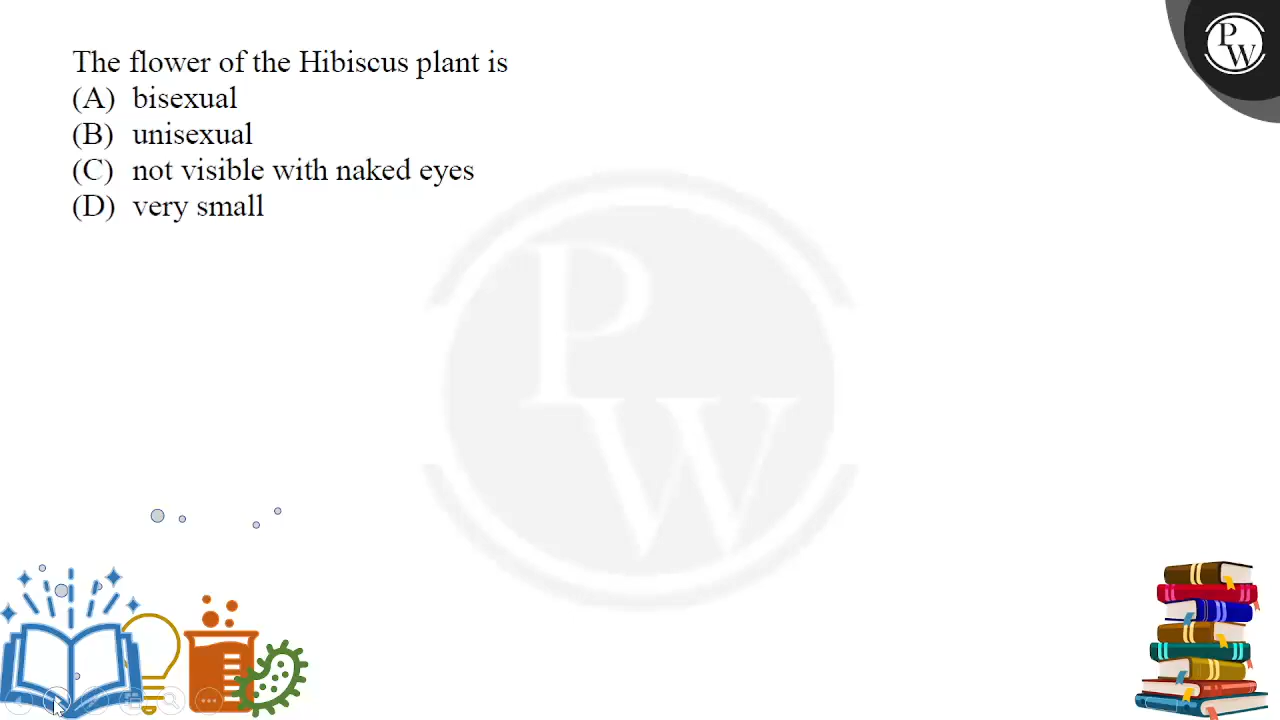 The flower of the Hibiscus plant is
(A) bisexual
(B) unisexual
(C) not visible with naked eyes
(D) very small
P
W
P
W